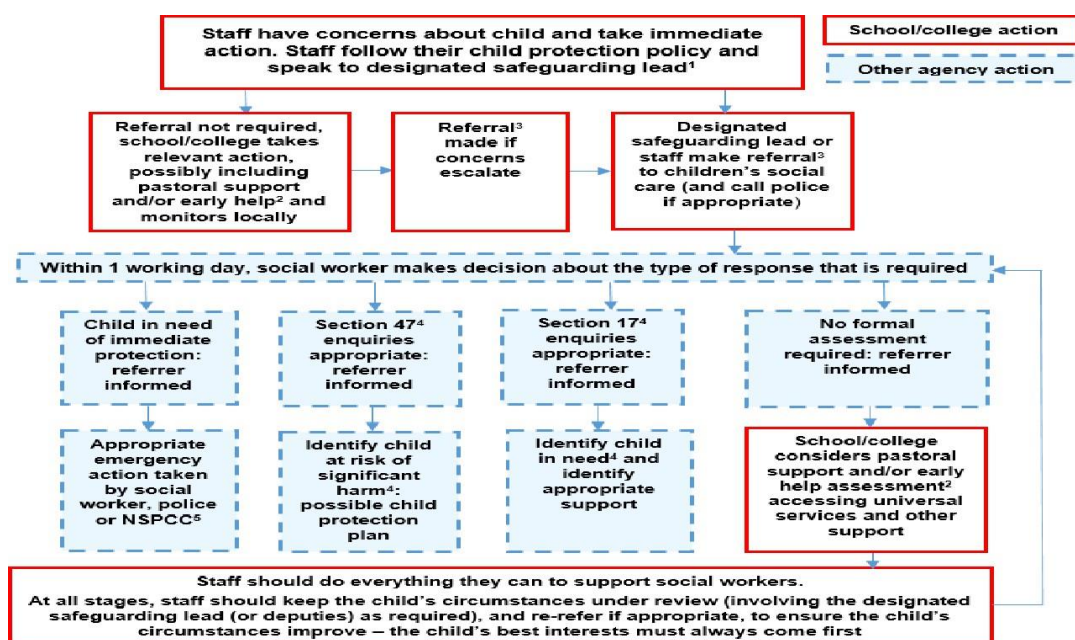 Staff have concerns about child and take immediate
action. Staff follow their child protection policy and
speak to designated safeguarding lead¹
School/college action
Other agency action
Referral not required,
school/college takes
relevant action,
possibly including
pastoral support
and/or early help² and
monitors locally
Referral³
made if
concerns
escalate
Designated
safeguarding lead or
staff make referral³
to children’s social
care (and call police
if appropriate)
Within 1 working day, social worker makes decision about the type of response that is required
Child in need
of immediate
protection:
referrer
informed
Section 47⁴
enquiries
appropriate:
referrer
informed
Section 17⁴
enquiries
appropriate:
referrer
informed
No formal
assessment
required: referrer
informed
Appropriate
emergency
action taken
by social
worker, police
or NSPCC⁵
Identify child
at risk of
significant
harm⁴:
possible child
protection
plan
Identify child
in need⁴ and
identify
appropriate
support
School/college
considers pastoral
support and/or early
help assessment²
accessing universal
services and other
support
Staff should do everything they can to support social workers.
At all stages, staff should keep the child’s circumstances under review (involving the designated
safeguarding lead (or deputies) as required), and re-refer if appropriate, to ensure the child’s
circumstances improve – the child’s best interests must always come first